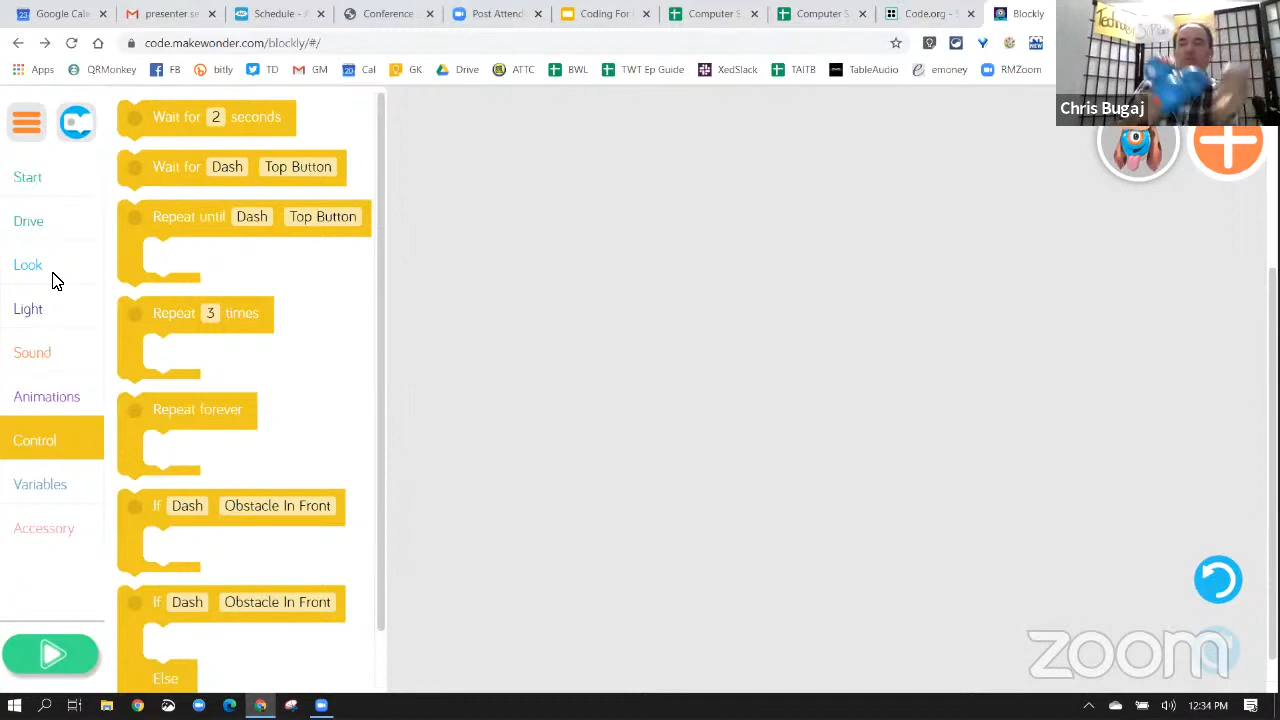 Google Cale
presentense
Schedule
Conference
Post Atten
Coding For
Computer S
Computer S
Code.org -
Blockly
code.makewonder.com/blockly/#/
Apps QRMonkey FB bitly TD GM Cal GK Drive ATTC BWL TWT Ep Guide XedSlack TAITB TableAudio emoney RMZoom
Chris Bugaj
Start
Drive
Look
Light
Sound
Animations
Control
Variables
Accessory
Wait for 2 seconds
Wait for Dash Top Button
Repeat until Dash Top Button
Repeat 3 times
Repeat forever
If Dash Obstacle In Front
If Dash Obstacle In Front
Else
zoom
12:34 PM